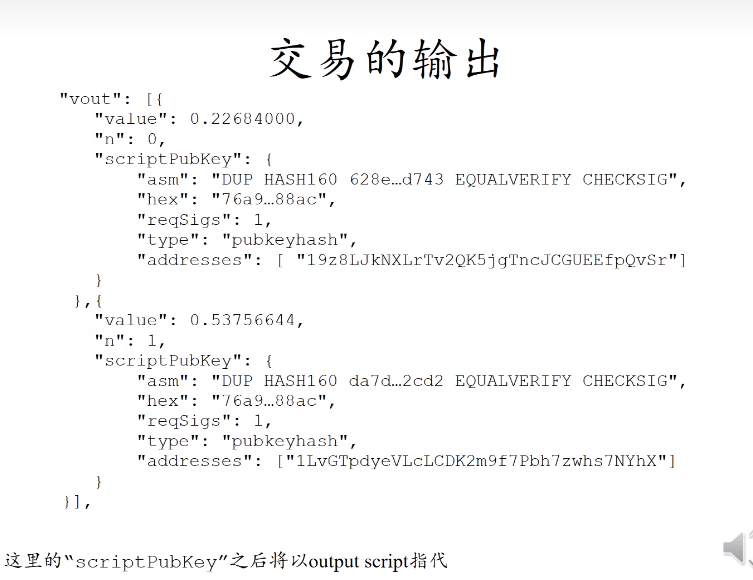 交易的输出
"vout": [{
"value": 0.22684000,
"n": 0,
"scriptPubKey": {
"asm": "DUP HASH160 628e…d743 EQUALVERIFY CHECKSIG",
"hex": "76a9…88ac",
"reqSigs": 1,
"type": "pubkeyhash",
"addresses": [ "19z8LJkNXLrTv2QK5jgTncJCGUEEfpQvSr"]
}
},{
"value": 0.53756644,
"n": 1,
"scriptPubKey": {
"asm": "DUP HASH160 da7d…2cd2 EQUALVERIFY CHECKSIG",
"hex": "76a9…88ac",
"reqSigs": 1,
"type": "pubkeyhash",
"addresses": ["1LvGTpdyeVLcLCDK2m9f7Pbh7zwhs7NYhX"]
}
}],
这里的“scriptPubKey”之后将以output script指代